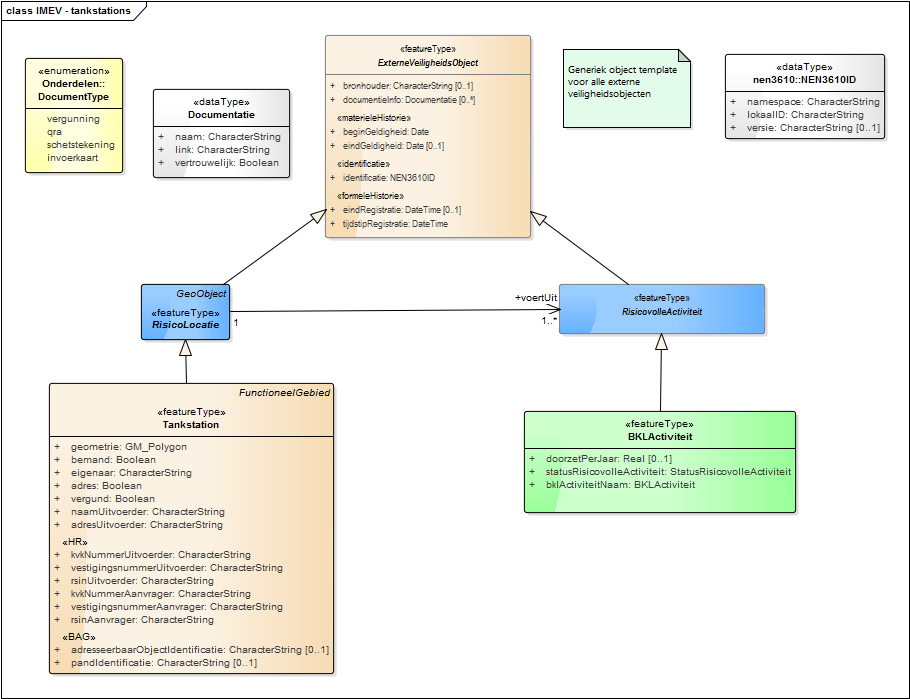 class IMEV - tankstations
«enumeration»
Onderdelen::
DocumentType
vergunning
qra
schetstekening
invoerkaart
«dataType»
Documentatie
+ naam: CharacterString
+ link: CharacterString
+ vertrouwelijk: Boolean
«featureType»
ExterneVeiligheidsObject
+ bronhouder: CharacterString [0..1]
+ documentieInfo: Documentatie [0..*]
«materieleHistorie»
+ beginGeldigheid: Date
+ eindGeldigheid: Date [0..1]
«identificatie»
+ identificatie: NEN3610ID
«formeleHistorie»
+ eindRegistratie: DateTime [0..1]
+ tijdstipRegistratie: DateTime
Generiek object template
voor alle externe
veiligheidsobjecten
«dataType»
nen3610::NEN3610ID
+ namespace: CharacterString
+ lokaalID: CharacterString
+ versie: CharacterString [0..1]
GeoObject
«featureType»
RisicoLocatie
1
+voertUit
1..*
«featureType»
RisicovolleActiviteit
FunctioneelGebied
«featureType»
Tankstation
+ geometrie: GM_Polygon
+ bemand: Boolean
+ eigenaar: CharacterString
+ adres: Boolean
+ vergund: Boolean
+ naamUitvoerder: CharacterString
+ adresUitvoerder: CharacterString
«HR»
+ kvkNummerUitvoerder: CharacterString
+ vestigingsnummerUitvoerder: CharacterString
+ rsinUitvoerder: CharacterString
+ kvkNummerAanvrager: CharacterString
+ vestigingsnummerAanvrager: CharacterString
+ rsinAanvrager: CharacterString
«BAG»
+ adresseerbaarObjectIdentificatie: CharacterString [0..1]
+ pandIdentificatie: CharacterString [0..1]
«featureType»
BKLActiviteit
+ doorzetPerJaar: Real [0..1]
+ statusRisicovolleActiviteit: StatusRisicovolleActiviteit
+ bklActiviteitNaam: BKLActiviteit